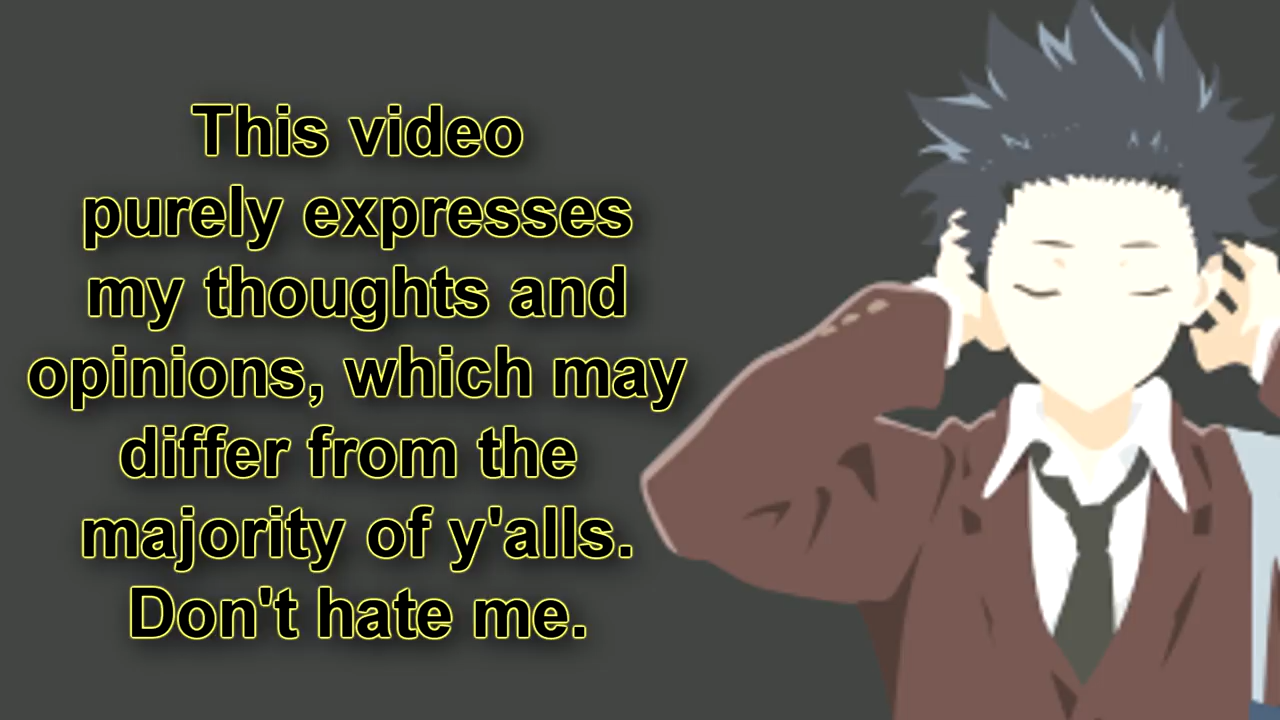 This video
purely expresses
my thoughts and
opinions, which may
differ from the
majority of y'alls.
Don't hate me.